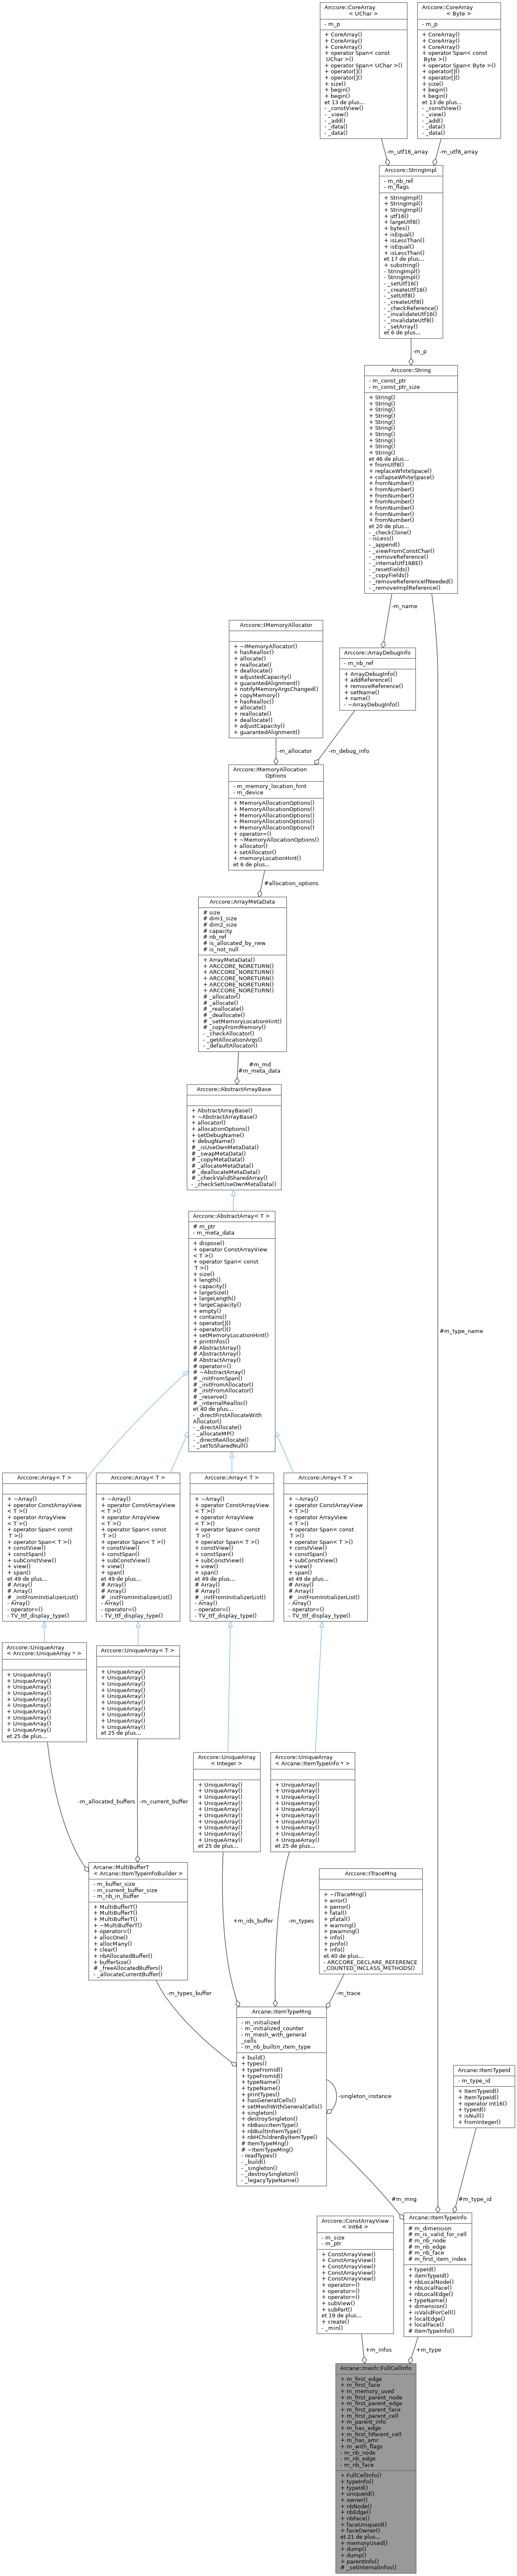 Arccore::CoreArray
< UChar >
- m_p
+ CoreArray()
+ CoreArray()
+ CoreArray()
+ operator Span< const
UChar >()
+ operator Span< UChar >()
+ operator[]()
+ operator[]()
+ size()
+ begin()
+ begin()
et 13 de plus...
- _constView()
- _view()
- _add()
- _data()
- _data()
Arccore::CoreArray
< Byte >
- m_p
+ CoreArray()
+ CoreArray()
+ CoreArray()
+ operator Span< const
Byte >()
+ operator Span< Byte >()
+ operator[]()
+ operator[]()
+ size()
+ begin()
+ begin()
et 13 de plus...
- _constView()
- _view()
- _add()
- _data()
- _data()
-m_utf16_array
-m_utf8_array
Arccore::StringImpl
- m_nb_ref
- m_flags
+ StringImpl()
+ StringImpl()
+ StringImpl()
+ utf16()
+ largeUtf8()
+ bytes()
+ isEqual()
+ isLessThan()
+ isEqual()
+ isLessThan()
et 17 de plus...
+ substring()
- StringImpl()
- StringImpl()
- _setUtf16()
- _createUtf16()
- _setUtf8()
- _createUtf8()
- _checkReference()
- _invalidateUtf16()
- _invalidateUtf8()
- _setArray()
et 6 de plus...
-m_p
Arccore::String
- m_const_ptr
- m_const_ptr_size
+ String()
+ String()
+ String()
+ String()
+ String()
+ String()
+ String()
+ String()
+ String()
+ String()
et 46 de plus...
+ fromUtf8()
+ replaceWhiteSpace()
+ collapseWhiteSpace()
+ fromNumber()
+ fromNumber()
+ fromNumber()
+ fromNumber()
+ fromNumber()
+ fromNumber()
+ fromNumber()
et 20 de plus...
- _checkClone()
- isLess()
- _append()
- _viewFromConstChar()
- _removeReference()
- _internalUtf16BE()
- _resetFields()
- _copyFields()
- _removeReferenceIfNeeded()
- _removeImplReference()
-m_name
Arccore::IMemoryAllocator
+ ~IMemoryAllocator()
+ hasRealloc()
+ allocate()
+ reallocate()
+ deallocate()
+ adjustedCapacity()
+ guarantedAlignment()
+ notifyMemoryArgsChanged()
+ copyMemory()
+ hasRealloc()
+ allocate()
+ reallocate()
+ deallocate()
+ adjustCapacity()
+ guarantedAlignment()
Arccore::ArrayDebugInfo
- m_nb_ref
+ ArrayDebugInfo()
+ addReference()
+ removeReference()
+ setName()
+ name()
- ~ArrayDebugInfo()
-m_allocator
-m_debug_info
Arccore::MemoryAllocation
Options
- m_memory_location_hint
- m_device
+ MemoryAllocationOptions()
+ MemoryAllocationOptions()
+ MemoryAllocationOptions()
+ MemoryAllocationOptions()
+ MemoryAllocationOptions()
+ operator=()
+ ~MemoryAllocationOptions()
+ allocator()
+ setAllocator()
+ memoryLocationHint()
et 6 de plus...
#allocation_options
Arccore::ArrayMetaData
# size
# dim1_size
# dim2_size
# capacity
# nb_ref
# is_allocated_by_new
# is_not_null
+ ArrayMetaData()
+ ARCCORE_NORETURN()
+ ARCCORE_NORETURN()
+ ARCCORE_NORETURN()
+ ARCCORE_NORETURN()
+ ARCCORE_NORETURN()
# _allocator()
# _allocate()
# _reallocate()
# _deallocate()
# _setMemoryLocationHint()
# _copyFromMemory()
- _checkAllocator()
- _getAllocationArgs()
- _defaultAllocator()
#m_md
#m_meta_data
Arccore::AbstractArrayBase
+ AbstractArrayBase()
+ ~AbstractArrayBase()
+ allocator()
+ allocationOptions()
+ setDebugName()
+ debugName()
# _isUseOwnMetaData()
# _swapMetaData()
# _copyMetaData()
# _allocateMetaData()
# _deallocateMetaData()
# _checkValidSharedArray()
- _checkSetUseOwnMetaData()
Arccore::AbstractArray< T >
# m_ptr
- m_meta_data
+ dispose()
+ operator ConstArrayView
< T >()
+ operator Span< const
T >()
+ size()
+ length()
+ capacity()
+ largeSize()
+ largeLength()
+ largeCapacity()
+ empty()
+ contains()
+ operator[]()
+ operator()()
+ setMemoryLocationHint()
+ printInfos()
# AbstractArray()
# AbstractArray()
# AbstractArray()
# operator=()
# ~AbstractArray()
# _initFromSpan()
# _initFromAllocator()
# _initFromAllocator()
# _reserve()
# _internalRealloc()
et 40 de plus...
- _directFirstAllocateWith
Allocator()
- _directAllocate()
- _allocateMP()
- _directReAllocate()
- _setToSharedNull()
#m_type_name
Arccore::Array< T >
+ ~Array()
+ operator ConstArrayView
< T >()
+ operator ArrayView
< T >()
+ operator Span< const
T >()
+ operator Span< T >()
+ constView()
+ constSpan()
+ subConstView()
+ view()
+ span()
et 49 de plus...
# Array()
# Array()
# _initFromInitializerList()
- Array()
- operator=()
- TV_ttf_display_type()
Arccore::Array< T >
+ ~Array()
+ operator ConstArrayView
< T >()
+ operator ArrayView
< T >()
+ operator Span< const
T >()
+ operator Span< T >()
+ constView()
+ constSpan()
+ subConstView()
+ view()
+ span()
et 49 de plus...
# Array()
# Array()
# _initFromInitializerList()
- Array()
- operator=()
- TV_ttf_display_type()
Arccore::Array< T >
+ ~Array()
+ operator ConstArrayView
< T >()
+ operator ArrayView
< T >()
+ operator Span< const
T >()
+ operator Span< T >()
+ constView()
+ constSpan()
+ subConstView()
+ view()
+ span()
et 49 de plus...
# Array()
# Array()
# _initFromInitializerList()
- Array()
- operator=()
- TV_ttf_display_type()
Arccore::Array< T >
+ ~Array()
+ operator ConstArrayView
< T >()
+ operator ArrayView
< T >()
+ operator Span< const
T >()
+ operator Span< T >()
+ constView()
+ constSpan()
+ subConstView()
+ view()
+ span()
et 49 de plus...
# Array()
# Array()
# _initFromInitializerList()
- Array()
- operator=()
- TV_ttf_display_type()
Arccore::UniqueArray
< Arccore::UniqueArray * >
+ UniqueArray()
+ UniqueArray()
+ UniqueArray()
+ UniqueArray()
+ UniqueArray()
+ UniqueArray()
+ UniqueArray()
+ UniqueArray()
+ UniqueArray()
+ UniqueArray()
et 25 de plus...
Arccore::UniqueArray< T >
+ UniqueArray()
+ UniqueArray()
+ UniqueArray()
+ UniqueArray()
+ UniqueArray()
+ UniqueArray()
+ UniqueArray()
+ UniqueArray()
+ UniqueArray()
+ UniqueArray()
et 25 de plus...
Arccore::UniqueArray
< Integer >
+ UniqueArray()
+ UniqueArray()
+ UniqueArray()
+ UniqueArray()
+ UniqueArray()
+ UniqueArray()
+ UniqueArray()
+ UniqueArray()
+ UniqueArray()
+ UniqueArray()
et 25 de plus...
Arccore::UniqueArray
< Arcane::ItemTypeInfo * >
+ UniqueArray()
+ UniqueArray()
+ UniqueArray()
+ UniqueArray()
+ UniqueArray()
+ UniqueArray()
+ UniqueArray()
+ UniqueArray()
+ UniqueArray()
+ UniqueArray()
et 25 de plus...
-m_allocated_buffers
-m_current_buffer
Arcane::MultiBufferT
< Arcane::ItemTypeInfoBuilder >
- m_buffer_size
- m_current_buffer_size
- m_nb_in_buffer
+ MultiBufferT()
+ MultiBufferT()
+ MultiBufferT()
+ ~MultiBufferT()
+ operator=()
+ allocOne()
+ allocMany()
+ clear()
+ nbAllocatedBuffer()
+ bufferSize()
# _freeAllocatedBuffers()
- _allocateCurrentBuffer()
+m_ids_buffer
-m_types
Arccore::ITraceMng
+ ~ITraceMng()
+ error()
+ perror()
+ fatal()
+ pfatal()
+ warning()
+ pwarning()
+ info()
+ pinfo()
+ info()
et 40 de plus...
- ARCCORE_DECLARE_REFERENCE
_COUNTED_INCLASS_METHODS()
-m_types_buffer
-m_trace
Arcane::ItemTypeMng
- m_initialized
- m_initialized_counter
- m_mesh_with_general
_cells
- m_nb_builtin_item_type
+ build()
+ types()
+ typeFromId()
+ typeFromId()
+ typeName()
+ typeName()
+ printTypes()
+ hasGeneralCells()
+ setMeshWithGeneralCells()
+ singleton()
+ destroySingleton()
+ nbBasicItemType()
+ nbBuiltInItemType()
+ nbHChildrenByItemType()
# ItemTypeMng()
# ~ItemTypeMng()
- readTypes()
- _build()
- _singleton()
- _destroySingleton()
- _legacyTypeName()
-singleton_instance
Arcane::ItemTypeId
- m_type_id
+ ItemTypeId()
+ ItemTypeId()
+ operator Int16()
+ typeId()
+ isNull()
+ fromInteger()
#m_mng
#m_type_id
Arccore::ConstArrayView
< Int64 >
- m_size
- m_ptr
+ ConstArrayView()
+ ConstArrayView()
+ ConstArrayView()
+ ConstArrayView()
+ ConstArrayView()
+ operator=()
+ operator=()
+ operator=()
+ subView()
+ subPart()
et 19 de plus...
+ create()
- _min()
Arcane::ItemTypeInfo
# m_dimension
# m_is_valid_for_cell
# m_nb_node
# m_nb_edge
# m_nb_face
# m_first_item_index
+ typeId()
+ itemTypeId()
+ nbLocalNode()
+ nbLocalFace()
+ nbLocalEdge()
+ typeName()
+ dimension()
+ isValidForCell()
+ localEdge()
+ localFace()
# ItemTypeInfo()
+m_infos
+m_type
Arcane::mesh::FullCellInfo
+ m_first_edge
+ m_first_face
+ m_memory_used
+ m_first_parent_node
+ m_first_parent_edge
+ m_first_parent_face
+ m_first_parent_cell
+ m_parent_info
+ m_has_edge
+ m_first_hParent_cell
+ m_has_amr
+ m_with_flags
- m_nb_node
- m_nb_edge
- m_nb_face
+ FullCellInfo()
+ typeInfo()
+ typeId()
+ uniqueId()
+ owner()
+ nbNode()
+ nbEdge()
+ nbFace()
+ faceUniqueId()
+ faceOwner()
et 21 de plus...
+ memoryUsed()
+ dump()
+ dump()
+ parentInfo()
# _setInternalInfos()